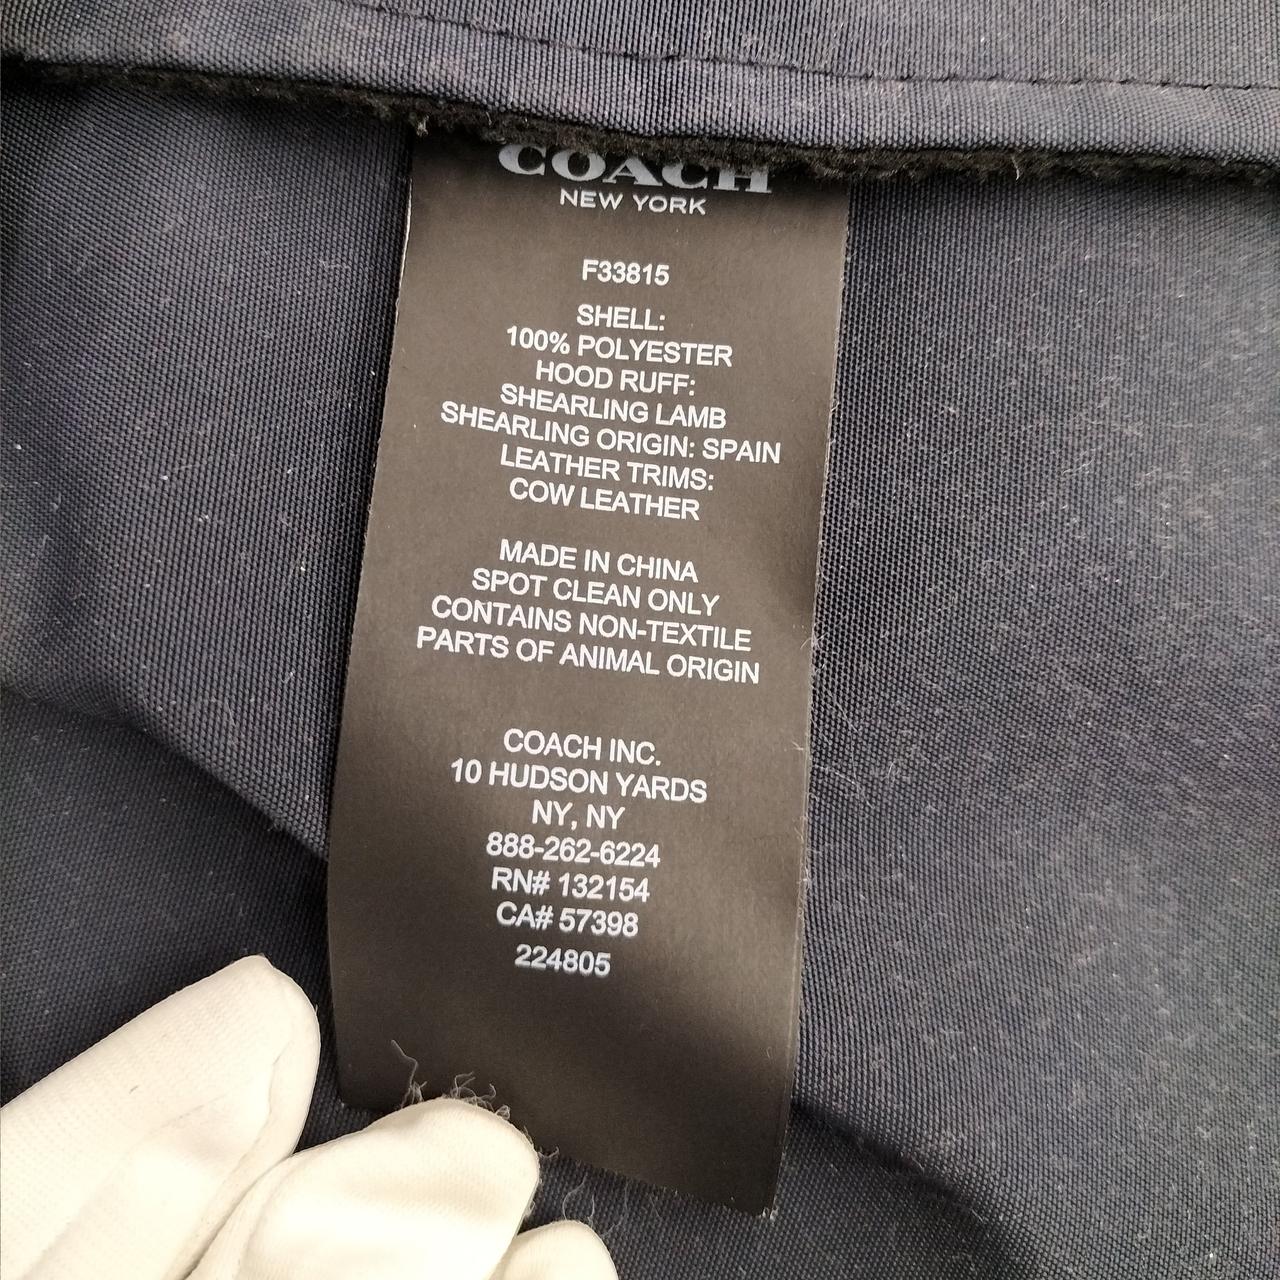 COACH
NEW YORK
F33815
SHELL:
100% POLYESTER
HOOD RUFF:
SHEARLING LAMB
SHEARLING ORIGIN: SPAIN
LEATHER TRIMS:
COW LEATHER
MADE IN CHINA
SPOT CLEAN ONLY
CONTAINS NON-TEXTILE
PARTS OF ANIMAL ORIGIN
COACH INC.
10 HUDSON YARDS
NY, NY
888-262-6224
RN# 132154
CA# 57398
224805